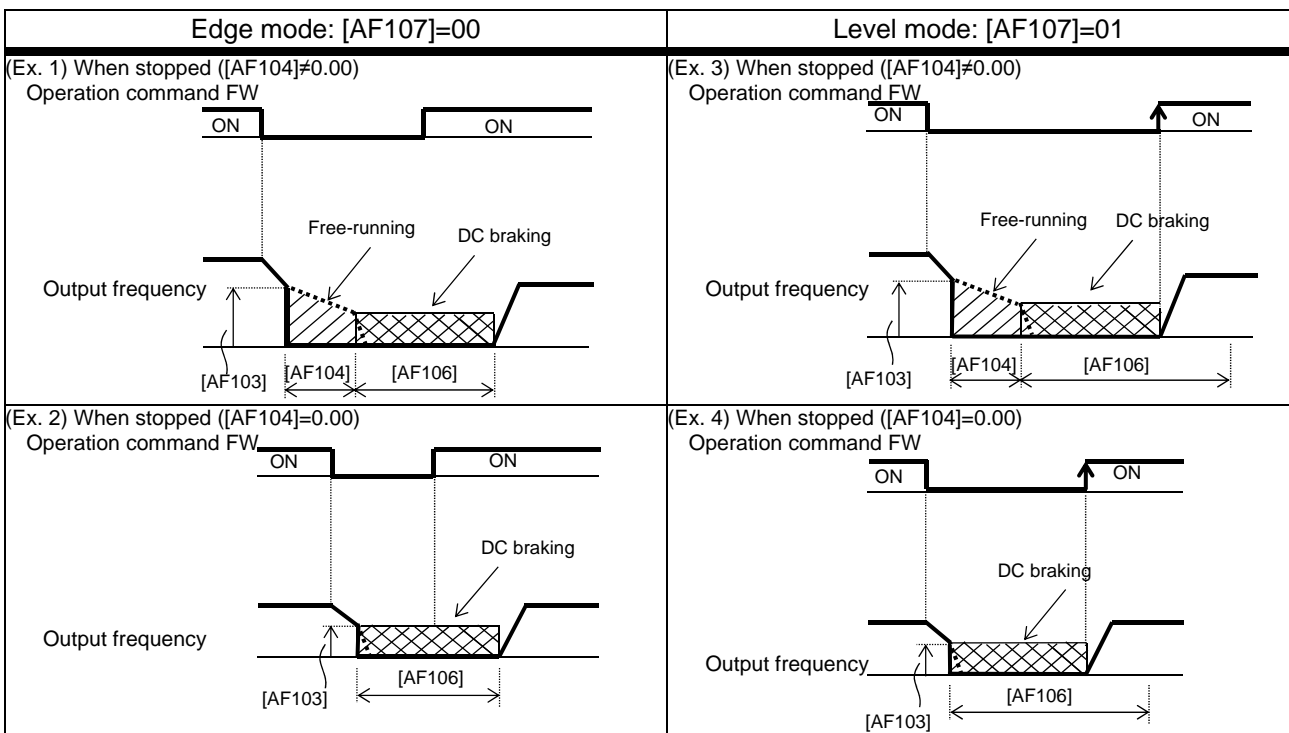 Edge mode: [AF107]=00
Level mode: [AF107]=01
(Ex. 1) When stopped ([AF104]≠0.00)
Operation command FW
ON
ON
Free-running
DC braking
Output frequency
[AF103]
[AF104]
[AF106]
(Ex. 3) When stopped ([AF104]≠0.00)
Operation command FW
ON
ON
Free-running
DC braking
Output frequency
[AF103]
[AF104]
[AF106]
(Ex. 2) When stopped ([AF104]=0.00)
Operation command FW
ON
ON
DC braking
Output frequency
[AF103]
[AF106]
(Ex. 4) When stopped ([AF104]=0.00)
Operation command FW
ON
ON
DC braking
Output frequency
[AF103]
[AF106]